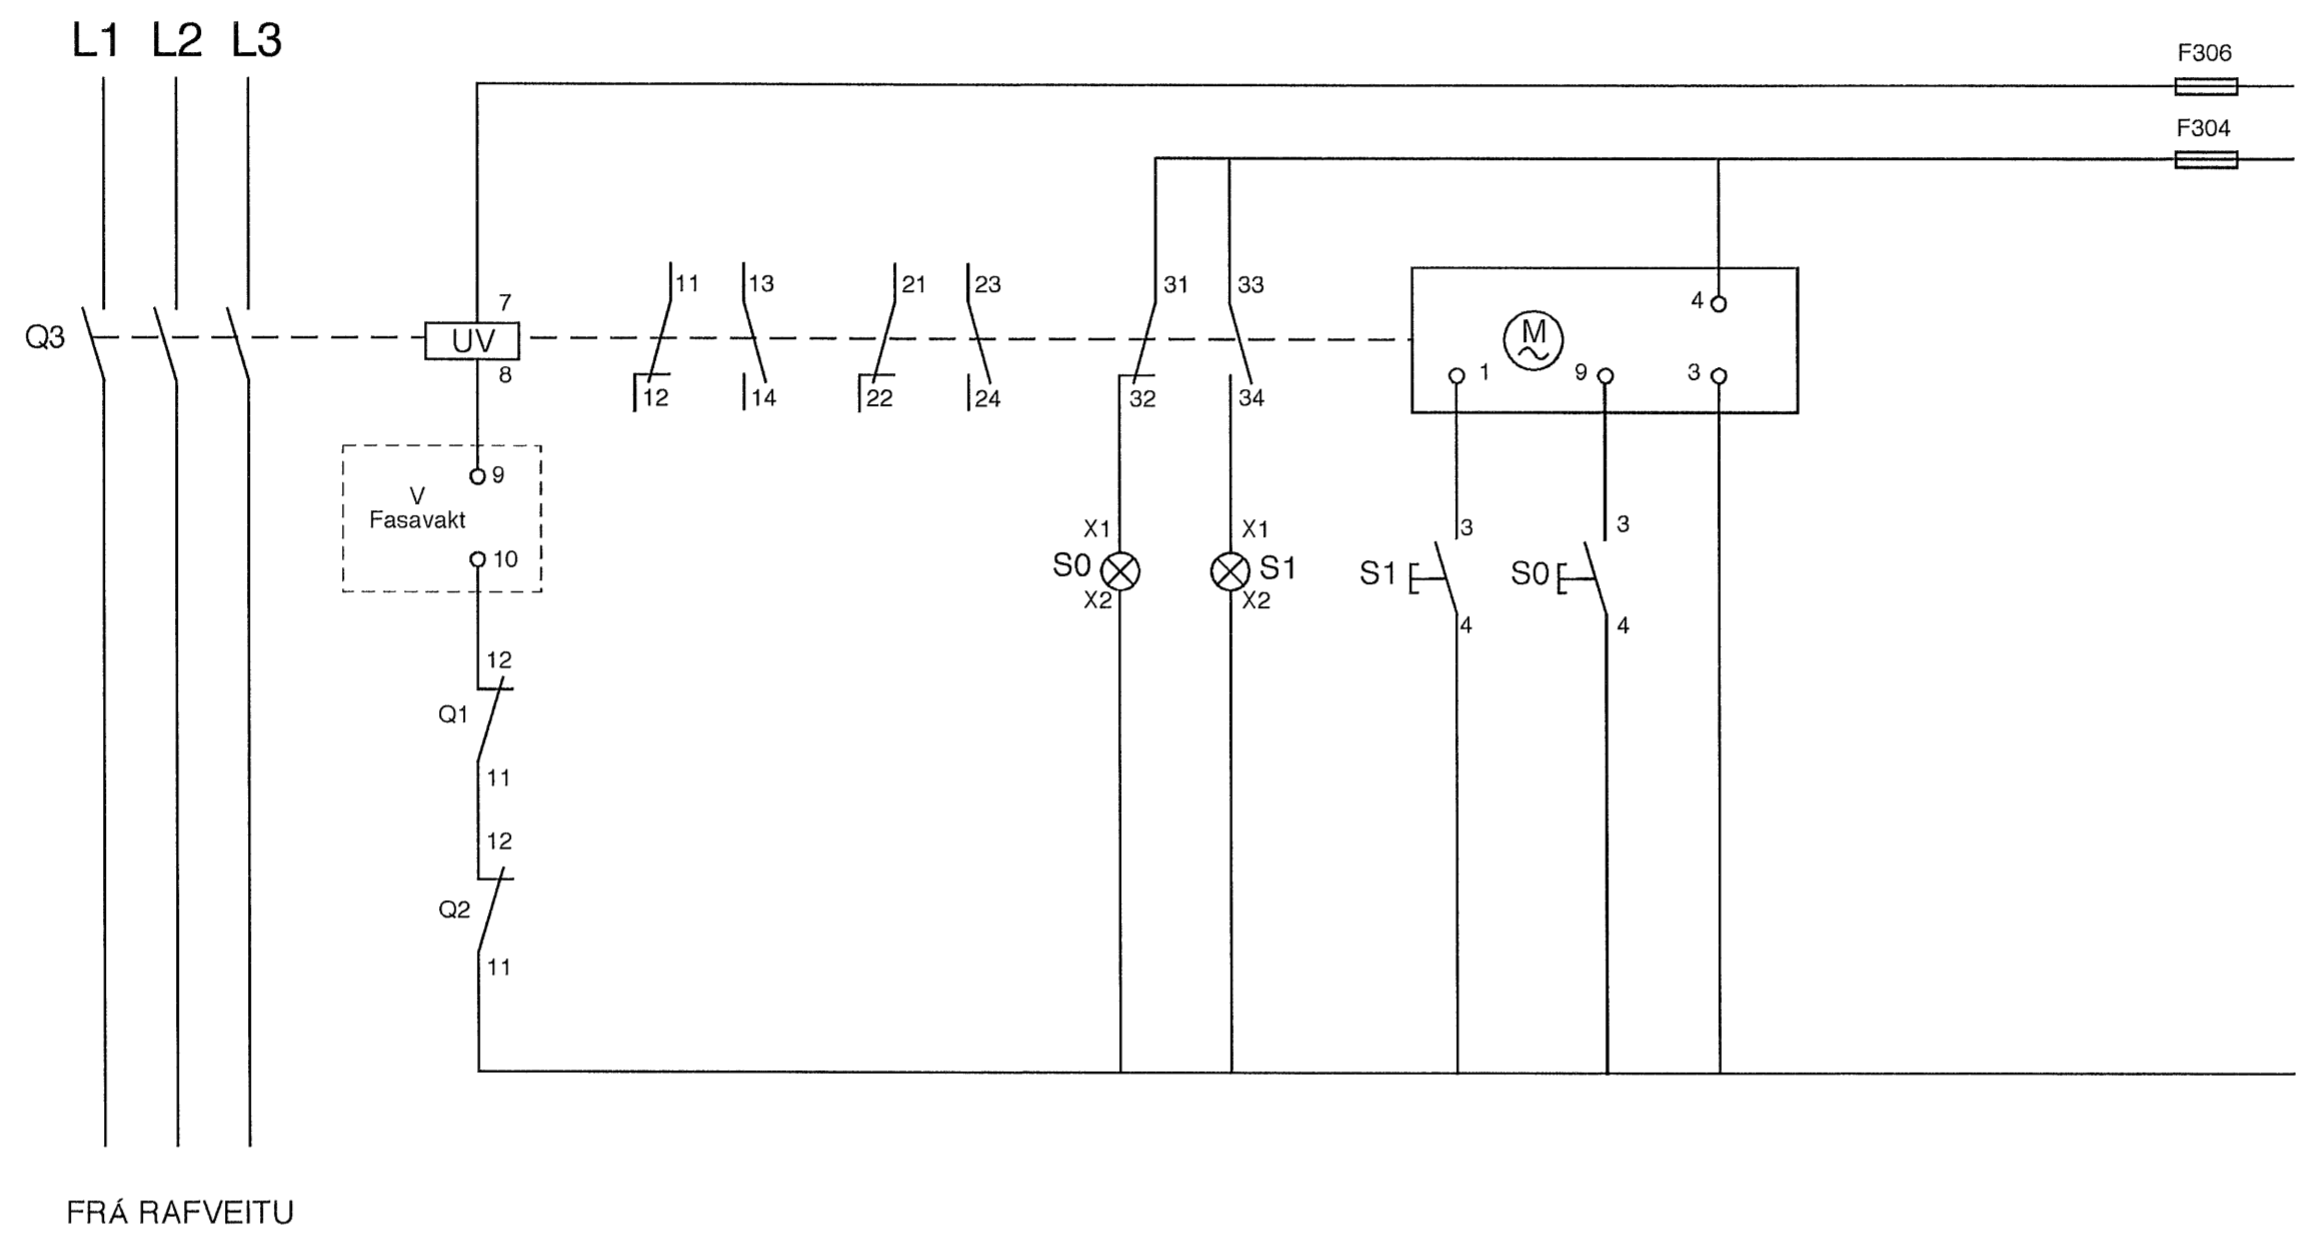 L1 L2 L3
F306
F304
11 13 21 23 31 33
7
Q3 UV M 4
8
1 9 3
12 14 22 24 32 34
9
V
Fasavakt
10
X1 X1 3 3
S0 S1 S1 S0
X2 X2 4 4
12
Q1
11
12
Q2
11
FRÁ RAFVEITU